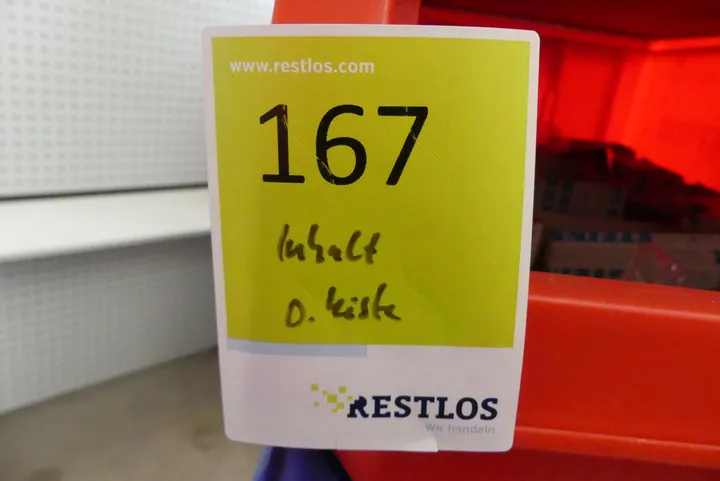 www.restlos.com
167
Inhalt
o. Kiste
RESTLOS
Wir handeln.